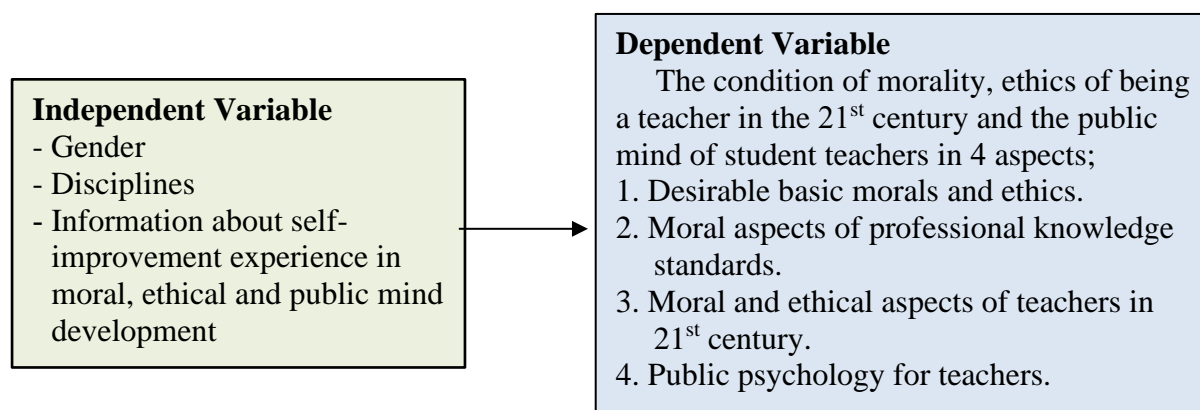 Independent Variable
- Gender
- Disciplines
- Information about self-
improvement experience in
moral, ethical and public mind
development
Dependent Variable
The condition of morality, ethics of being
a teacher in the 21st century and the public
mind of student teachers in 4 aspects;
1. Desirable basic morals and ethics.
2. Moral aspects of professional knowledge
standards.
3. Moral and ethical aspects of teachers in
21st century.
4. Public psychology for teachers.